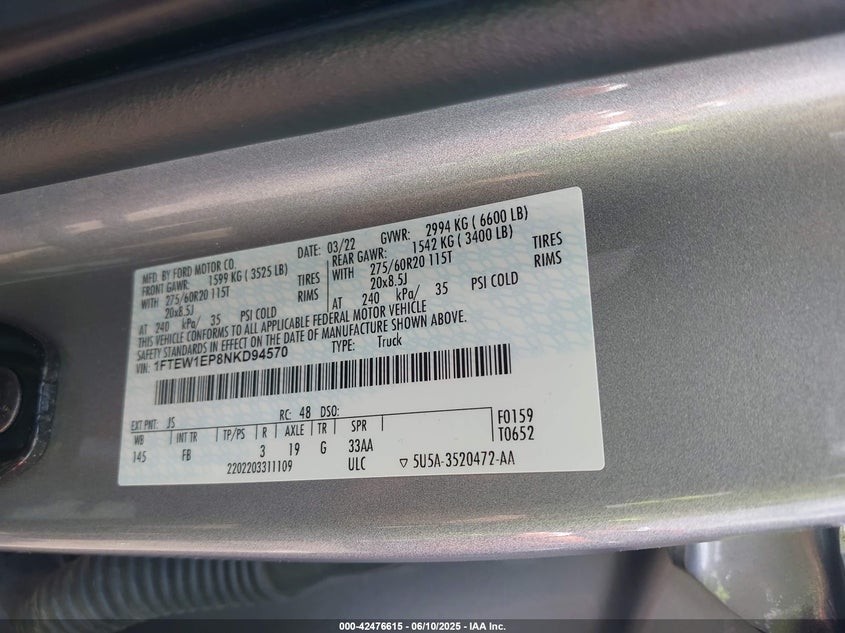 MFD. BY FORD MOTOR CO. DATE: 03/22 GVWR: 2994 KG ( 6600 LB)
FRONT GAWR: 1599 KG ( 3525 LB) REAR GAWR: 1542 KG ( 3400 LB)
WITH 275/60R20 115T TIRES WITH 275/60R20 115T TIRES
20x8.5J RIMS 20x8.5J RIMS
AT 240 kPa/ 35 PSI COLD AT 240 kPa/ 35 PSI COLD
THIS VEHICLE CONFORMS TO ALL APPLICABLE FEDERAL MOTOR VEHICLE
SAFETY STANDARDS IN EFFECT ON THE DATE OF MANUFACTURE SHOWN ABOVE.
VIN: 1FTEW1EP8NKD94570 TYPE: Truck
EXT PNT: JS RC: 48 DSO: F0159
WB INT TR TP/PS R AXLE TR SPR T0652
145 FB 3 19 G 33AA
2202203311109 ULC ▽ 5U5A-3520472-AA
000-42476615 - 06/10/2025 - IAA Inc.